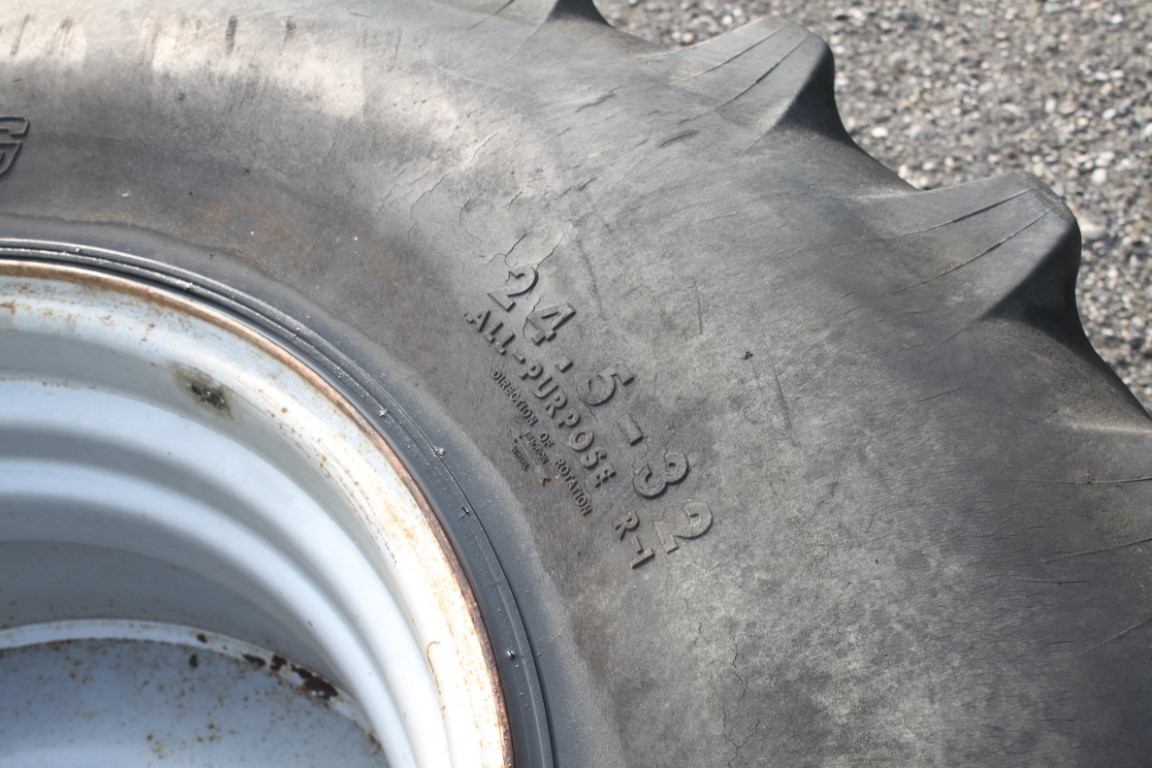 24.5-32
ALL-PURPOSE R-1
DIRECTION OF ROTATION